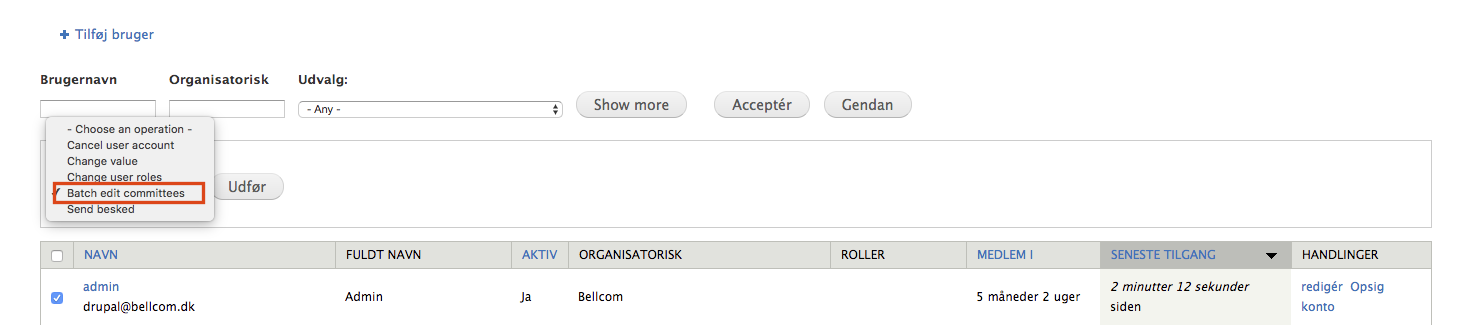 + Tilføj bruger
Brugernavn Organisatorisk Udvalg:
- Any - Show more Acceptér Gendan
- Choose an operation -
Cancel user account
Change value
Change user roles
✓ Batch edit committees Udfør
Send besked
NAVN FULDT NAVN AKTIV ORGANISATORISK ROLLER MEDLEM I SENESTE TILGANG HANDLINGER
admin 2 minutter 12 sekunder redigér Opsig
Admin Ja Bellcom 5 måneder 2 uger
drupal@bellcom.dk siden konto